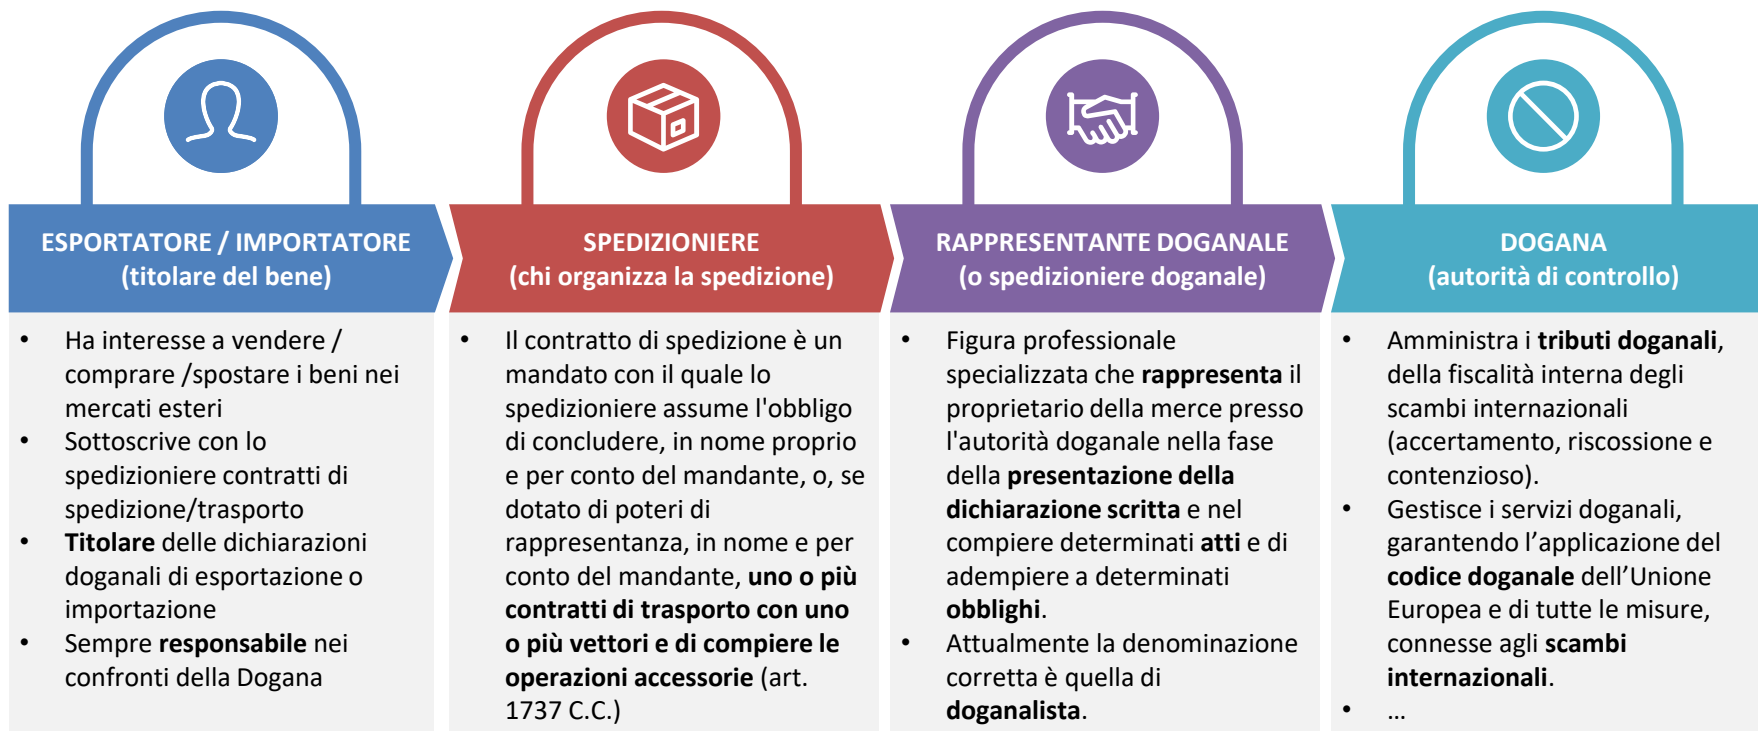 ESPORTATORE / IMPORTATORE
(titolare del bene)
• Ha interesse a vendere /
comprare /spostare i beni nei
mercati esteri
• Sottoscrive con lo
spedizioniere contratti di
spedizione/trasporto
• Titolare delle dichiarazioni
doganali di esportazione o
importazione
• Sempre responsabile nei
confronti della Dogana
SPEDIZIONIERE
(chi organizza la spedizione)
• Il contratto di spedizione è un
mandato con il quale lo
spedizioniere assume l'obbligo
di concludere, in nome proprio
e per conto del mandante, o, se
dotato di poteri di
rappresentanza, in nome e per
conto del mandante, uno o più
contratti di trasporto con uno
o più vettori e di compiere le
operazioni accessorie (art.
1737 C.C.)
RAPPRESENTANTE DOGANALE
(o spedizioniere doganale)
• Figura professionale
specializzata che rappresenta il
proprietario della merce presso
l'autorità doganale nella fase
della presentazione della
dichiarazione scritta e nel
compiere determinati atti e di
adempiere a determinati
obblighi.
• Attualmente la denominazione
corretta è quella di
doganalista.
DOGANA
(autorità di controllo)
• Amministra i tributi doganali,
della fiscalità interna degli
scambi internazionali
(accertamento, riscossione e
contenzioso).
• Gestisce i servizi doganali,
garantendo l’applicazione del
codice doganale dell’Unione
Europea e di tutte le misure,
connesse agli scambi
internazionali.
• …